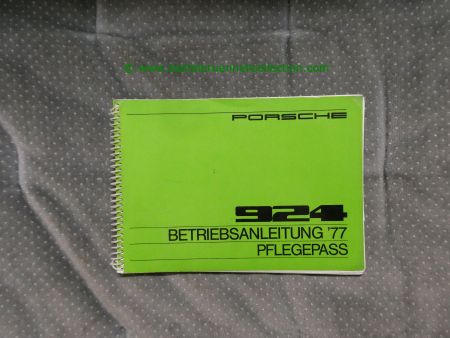 PORSCHE
924
BETRIEBSANLEITUNG '77
PFLEGEPASS